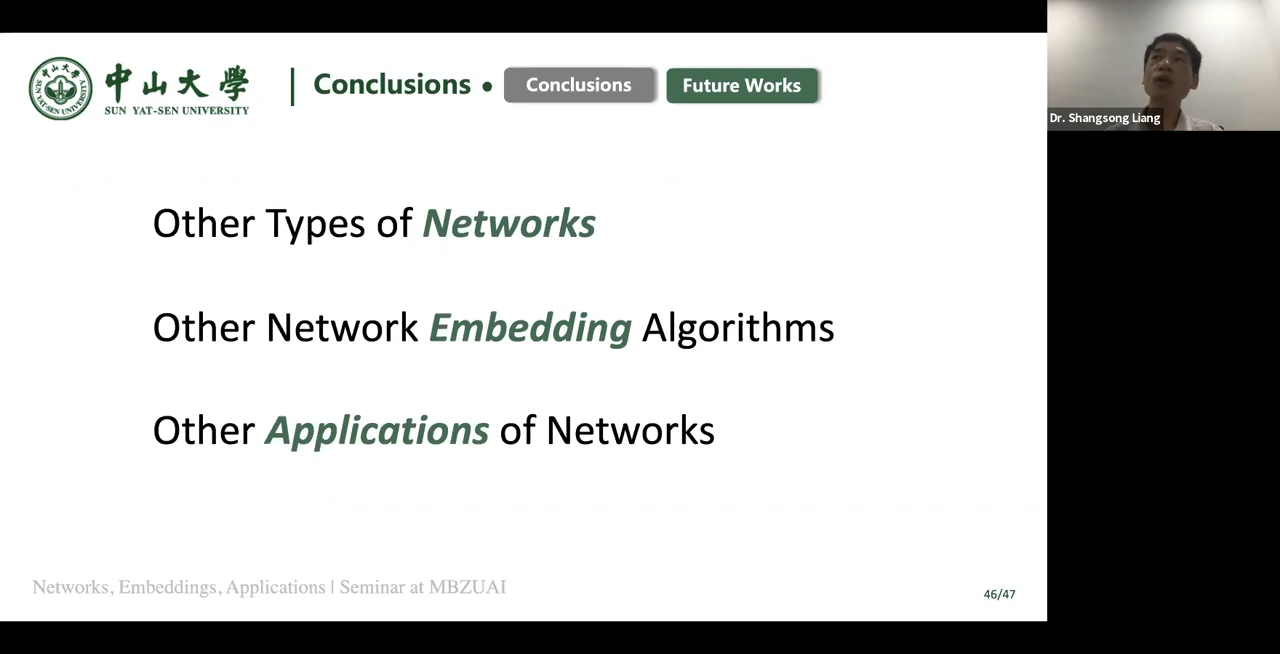 中山大學
SUN YAT-SEN UNIVERSITY
Conclusions •
Conclusions
Future Works
Dr. Shangsong Liang
Other Types of Networks
Other Network Embedding Algorithms
Other Applications of Networks
Networks, Embeddings, Applications | Seminar at MBZUAI
46/47